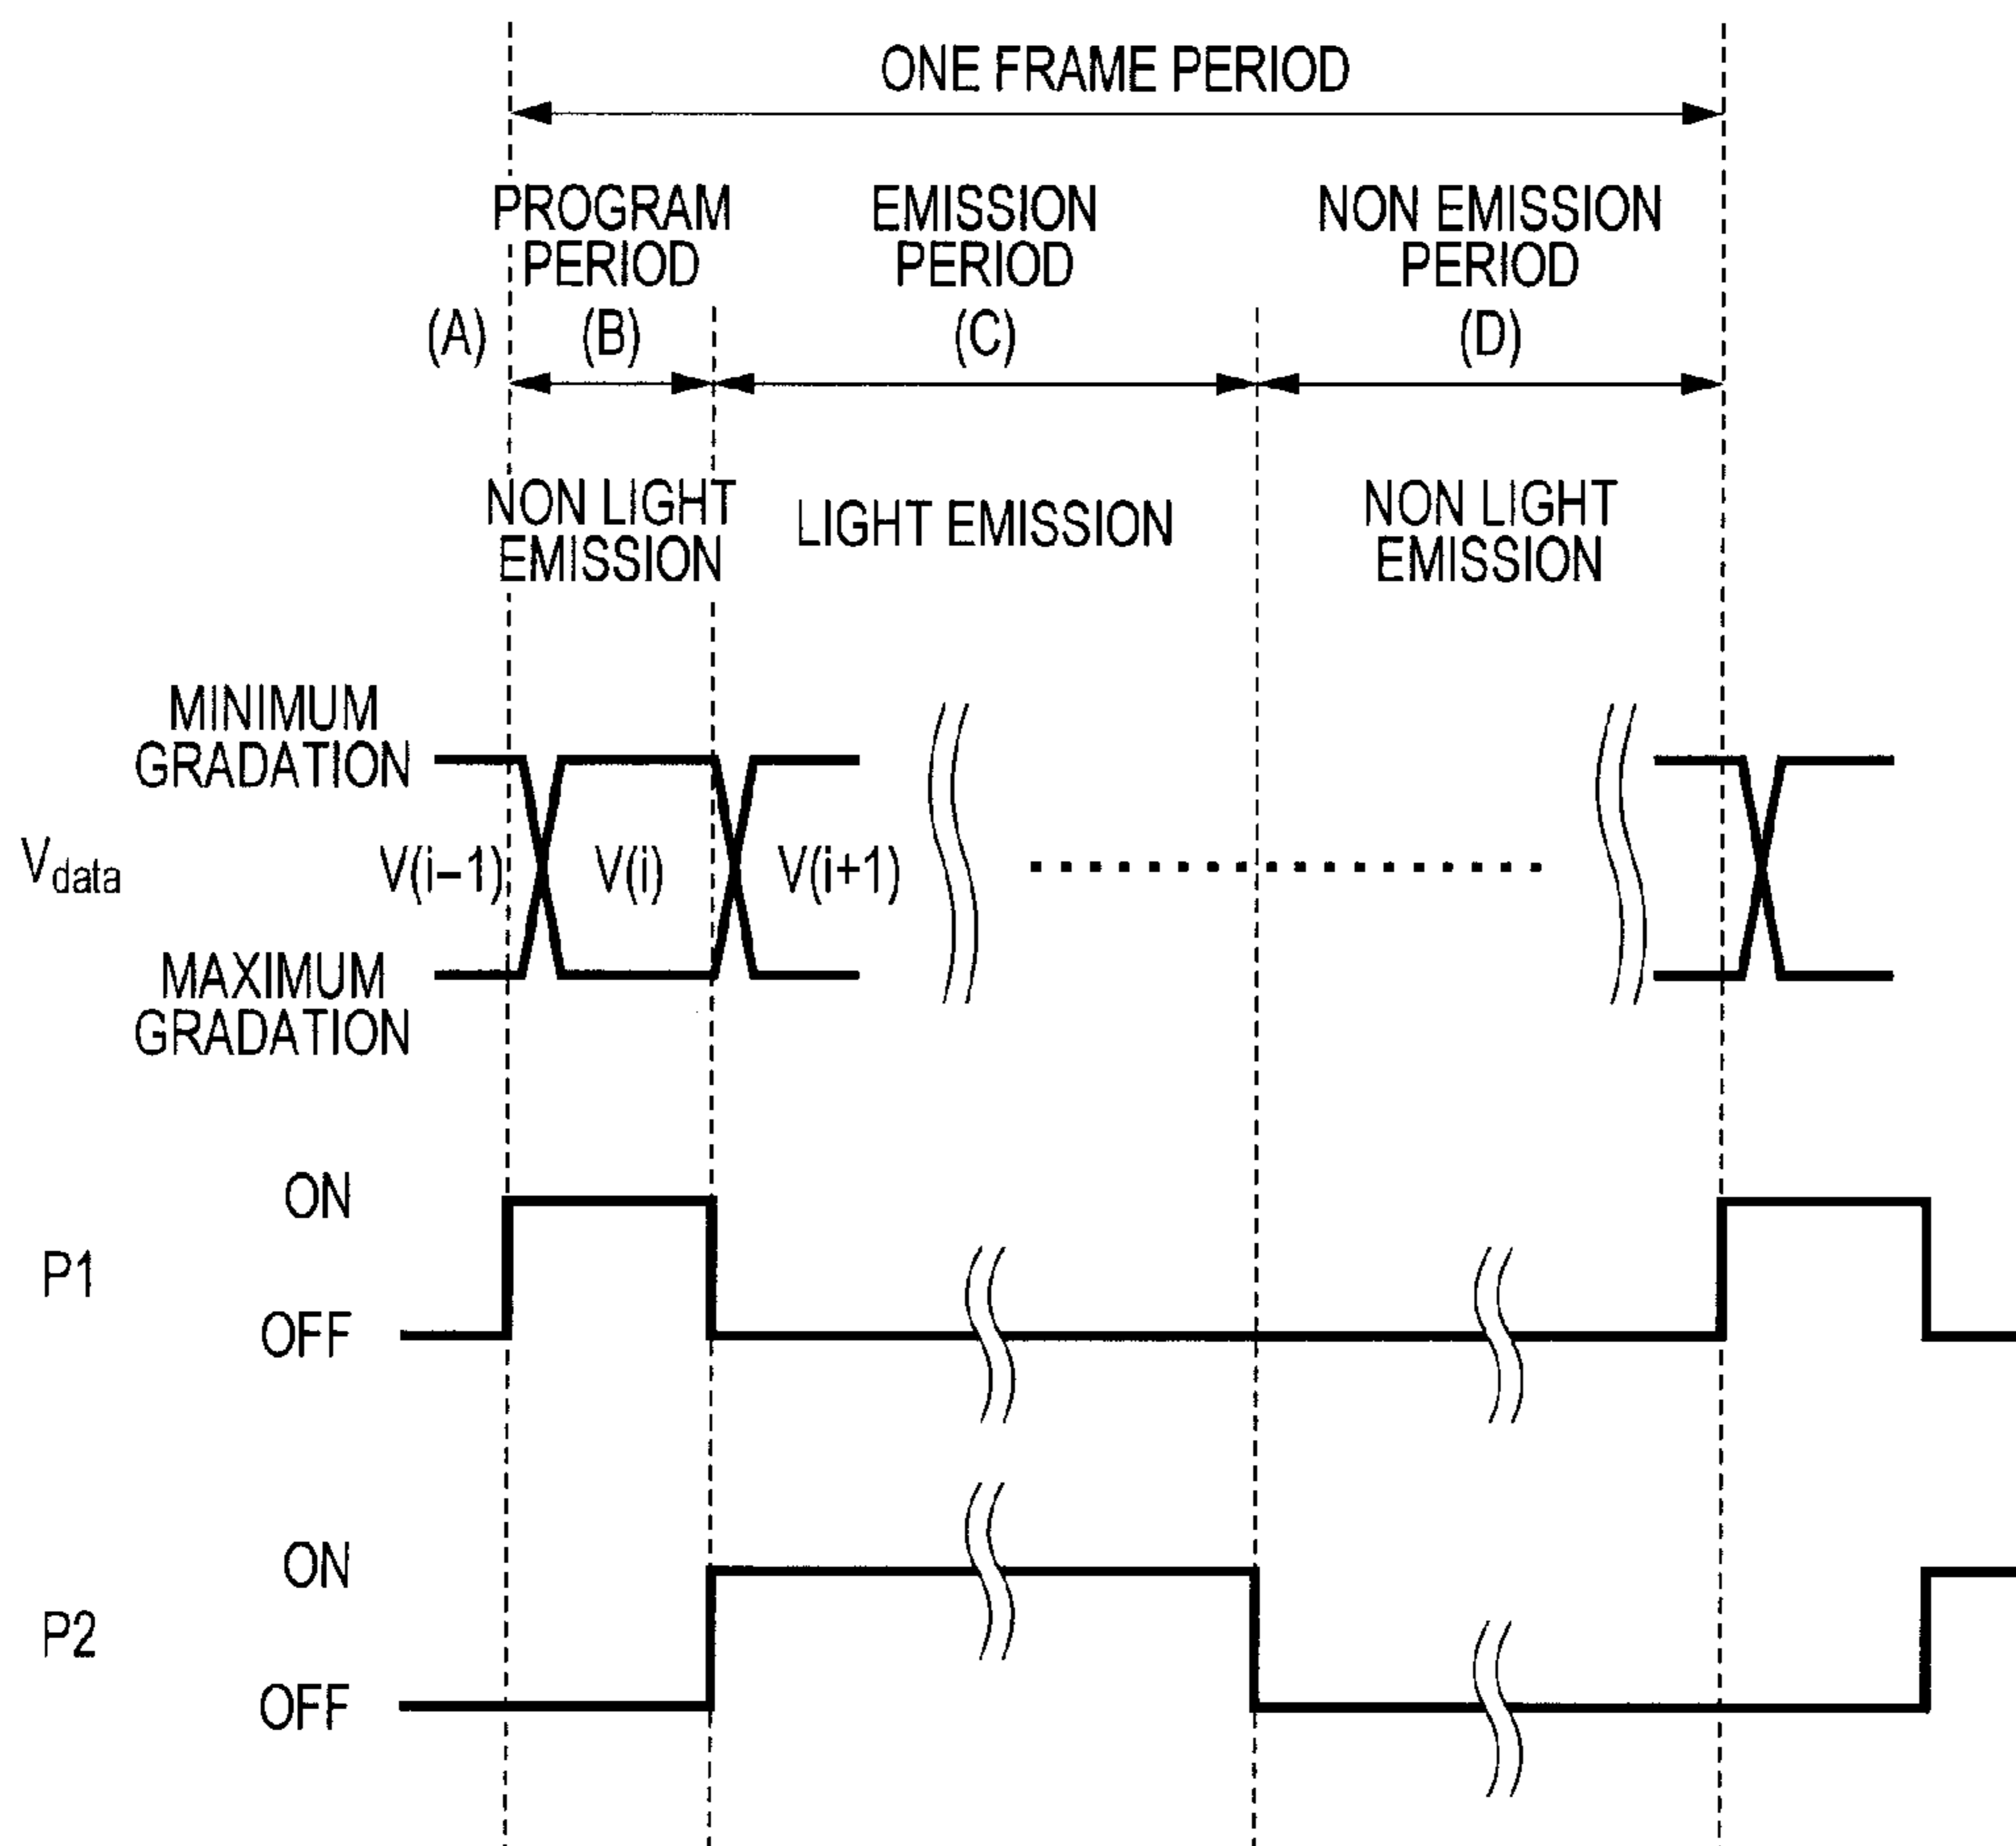 ONE FRAME PERIOD
PROGRAM
PERIOD
EMISSION
PERIOD
NON EMISSION
PERIOD
(A)
(B)
(C)
(D)
NON LIGHT
EMISSION
LIGHT EMISSION
NON LIGHT
EMISSION
MINIMUM
GRADATION
Vdata
V(i−1)
V(i)
V(i+1)
MAXIMUM
GRADATION
ON
P1
OFF
ON
P2
OFF